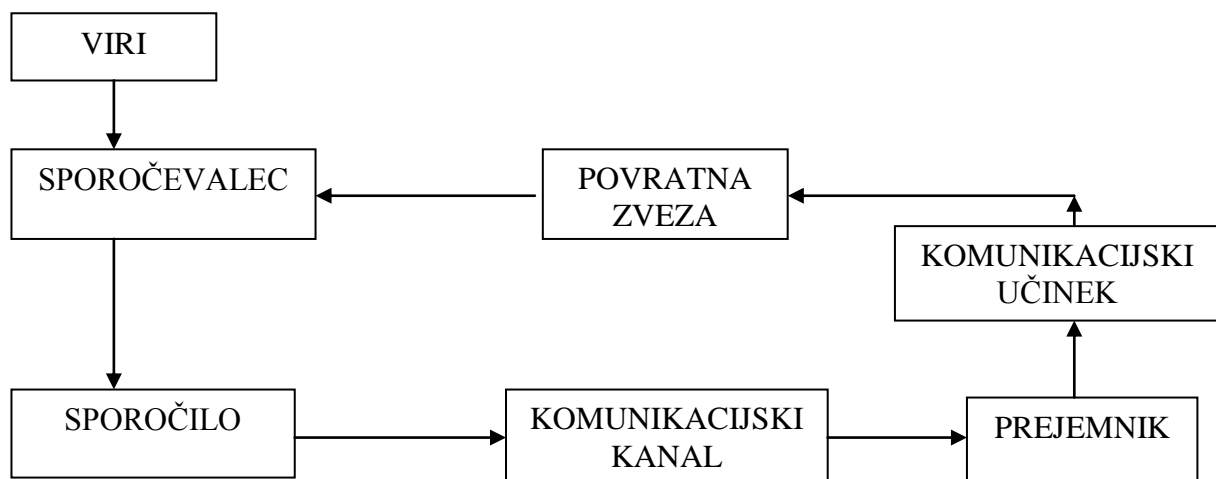 VIRI
SPOROČEVALEC
POVRATNA
ZVEZA
KOMUNIKACIJSKI
UČINEK
SPOROČILO
KOMUNIKACIJSKI
KANAL
PREJEMNIK